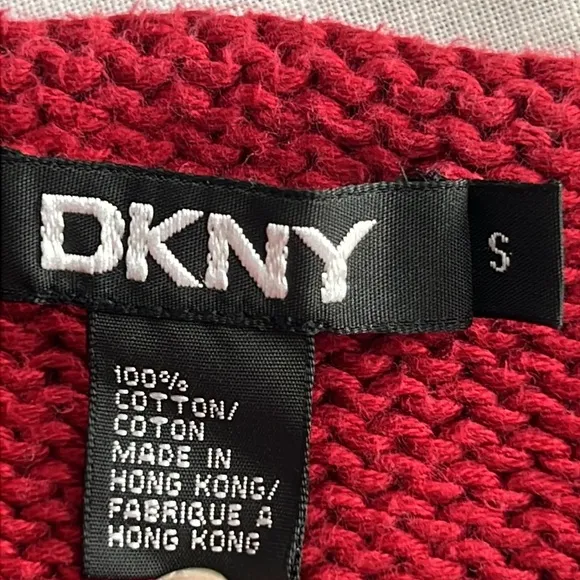 DKNY
S
100%
COTTON/
COTON
MADE IN
HONG KONG/
FABRIQUE A
HONG KONG